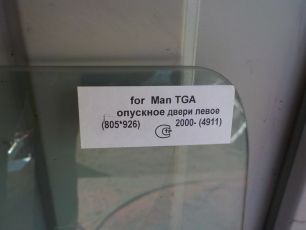 for Man TGA
опускное двери левое
(805*926) 2000- (4911)